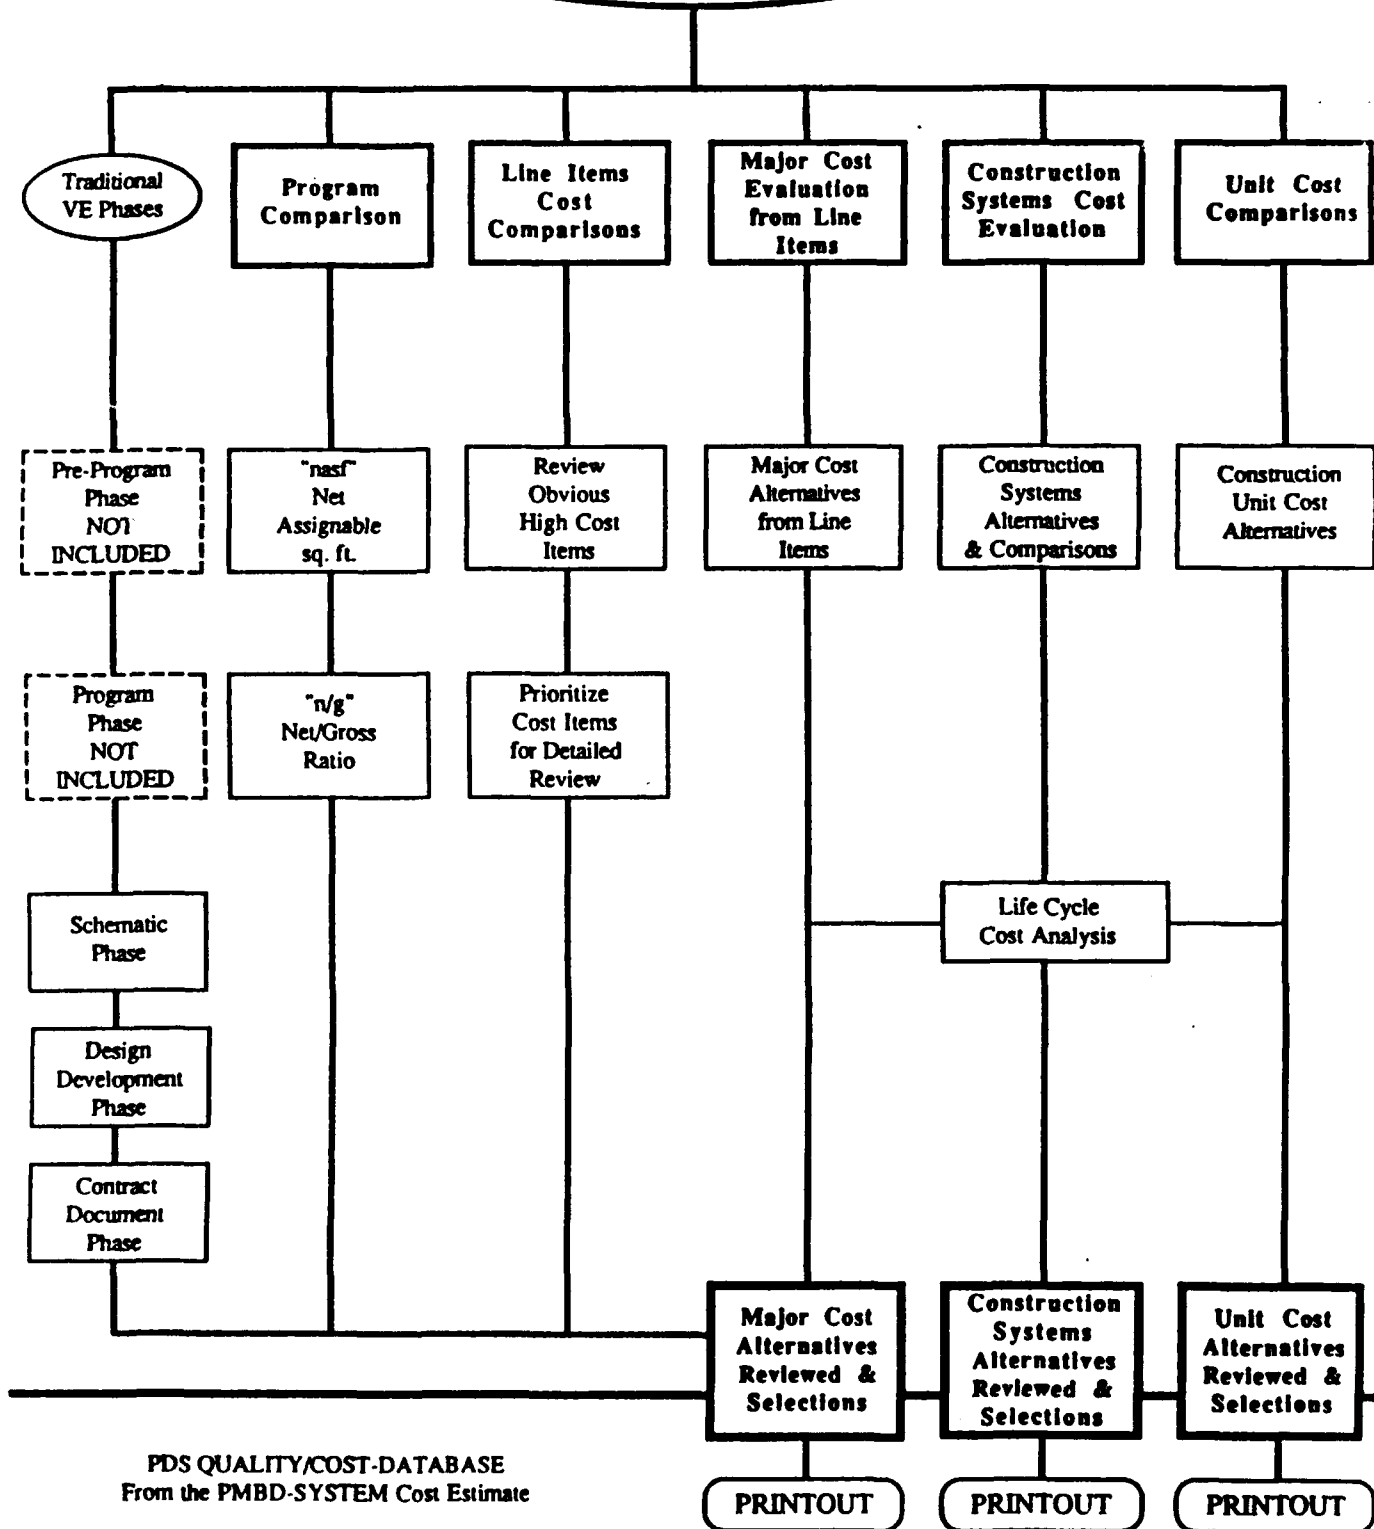 Traditional
VE Phases
Program
Comparison
Line Items
Cost
Comparisons
Major Cost
Evaluation
from Line
Items
Construction
Systems Cost
Evaluation
Unit Cost
Comparisons
Pre-Program
Phase
NOT
INCLUDED
"nasf"
Net
Assignable
sq. ft.
Review
Obvious
High Cost
Items
Major Cost
Alternatives
from Line
Items
Construction
Systems
Alternatives
& Comparisons
Construction
Unit Cost
Alternatives
Program
Phase
NOT
INCLUDED
"n/g"
Net/Gross
Ratio
Prioritize
Cost Items
for Detailed
Review
Schematic
Phase
Life Cycle
Cost Analysis
Design
Development
Phase
Contract
Document
Phase
Major Cost
Alternatives
Reviewed &
Selections
Construction
Systems
Alternatives
Reviewed &
Selections
Unit Cost
Alternatives
Reviewed &
Selections
PDS QUALITY/COST-DATABASE
From the PMBD-SYSTEM Cost Estimate
PRINTOUT
PRINTOUT
PRINTOUT